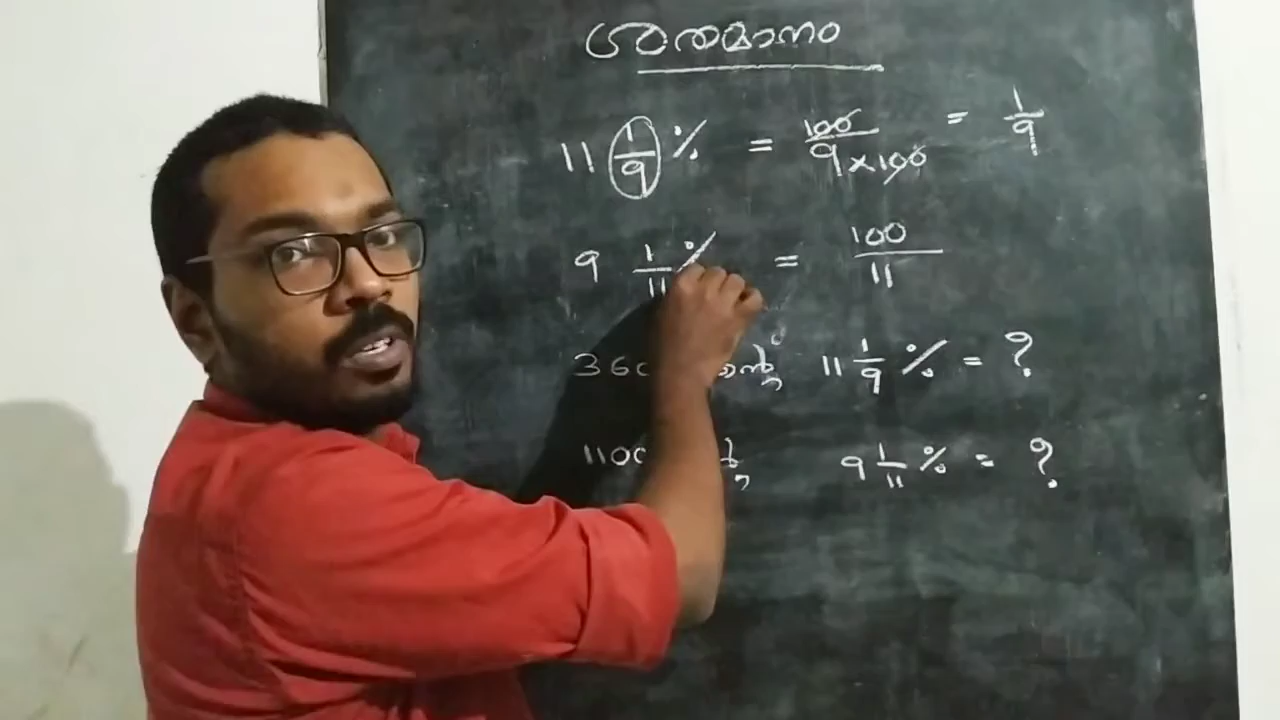 ശതമാനം
11 1/9 % = 100/9×100 = 1/9
9 1/11 % = 100/11
360 11 1/9 % = ?
1100 9 1/11 % = ?